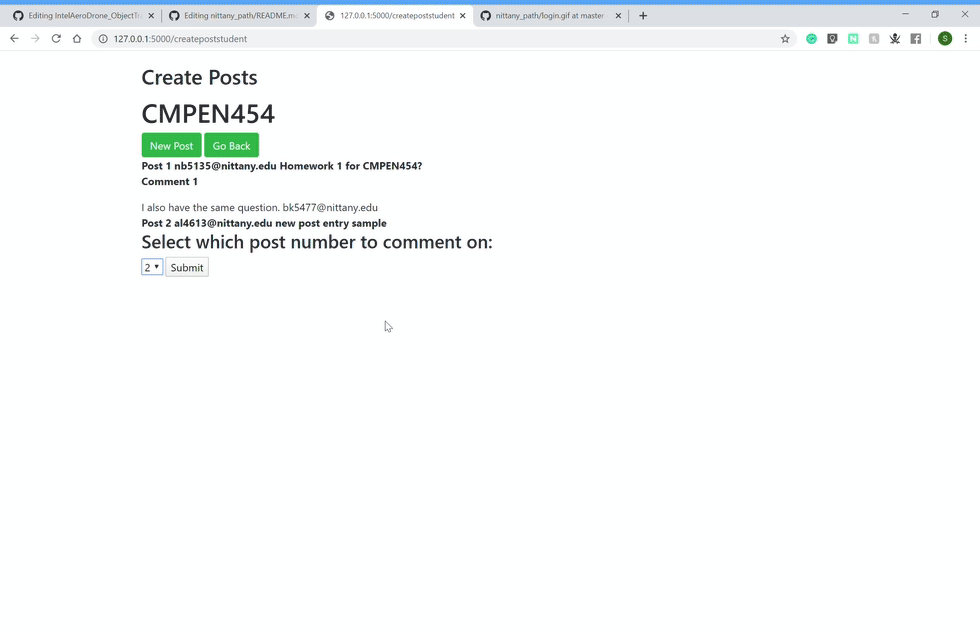 Editing IntelAeroDrone_ObjectTr
Editing nittany_path/README.m
127.0.0.1:5000/createpoststudent
nittany_path/login.gif at master
127.0.0.1:5000/createpoststudent
S
Create Posts
CMPEN454
New Post Go Back
Post 1 nb5135@nittany.edu Homework 1 for CMPEN454?
Comment 1
I also have the same question. bk5477@nittany.edu
Post 2 al4613@nittany.edu new post entry sample
Select which post number to comment on:
2 Submit